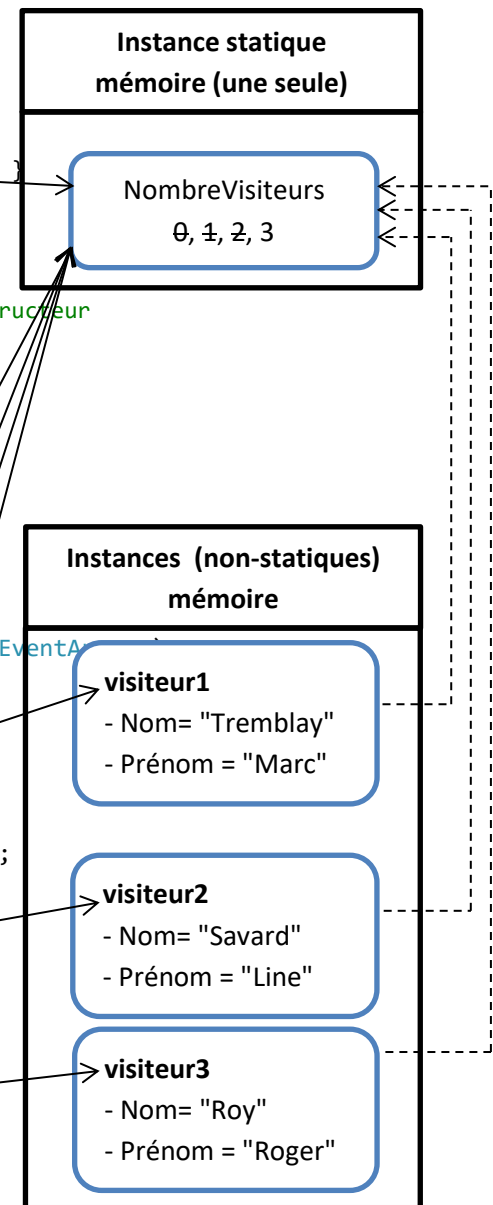 Instance statique
mémoire (une seule)
}
NombreVisiteurs
0, 1, 2, 3
ructeur
Instances  (non-statiques)
mémoire
EventA
visiteur1
- Nom= "Tremblay"
- Prénom = "Marc"
;
visiteur2
- Nom= "Savard"
- Prénom = "Line"
visiteur3
- Nom= "Roy"
- Prénom = "Roger"